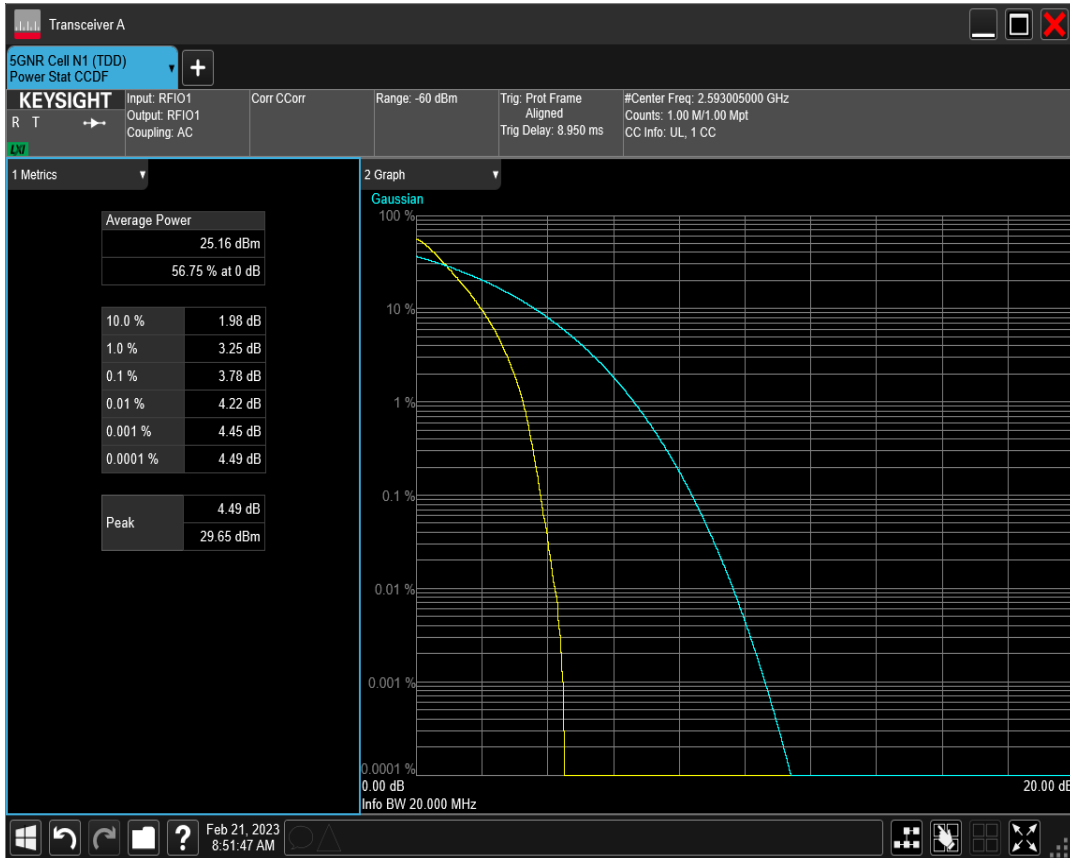 Transceiver A
5GNR Cell N1 (TDD)
Power Stat CCDF
+
KEYSIGHT
R T
LXI
Input: RFIO1
Output: RFIO1
Coupling: AC
Corr CCorr
Range: -60 dBm
Trig: Prot Frame
Aligned
Trig Delay: 8.950 ms
#Center Freq: 2.593005000 GHz
Counts: 1.00 M/1.00 Mpt
CC Info: UL, 1 CC
1 Metrics
Average Power
25.16 dBm
56.75 % at 0 dB
10.0 % 1.98 dB
1.0 % 3.25 dB
0.1 % 3.78 dB
0.01 % 4.22 dB
0.001 % 4.45 dB
0.0001 % 4.49 dB
Peak 4.49 dB
29.65 dBm
2 Graph
Gaussian
100 %
10 %
1 %
0.1 %
0.01 %
0.001 %
0.0001 %
0.00 dB
20.00 dB
Info BW 20.000 MHz
?
Feb 21, 2023
8:51:47 AM